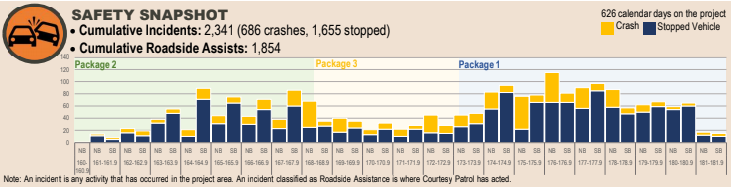 SAFETY SNAPSHOT
• Cumulative Incidents: 2,341 (686 crashes, 1,655 stopped)
• Cumulative Roadside Assists: 1,854
626 calendar days on the project
Crash Stopped Vehicle
Package 2 Package 3 Package 1
140
120
100
80
60
40
20
0
NB NB SB NB SB NB SB NB SB NB SB NB SB NB SB NB SB NB SB NB SB NB SB NB SB NB SB NB SB NB SB NB SB NB SB NB SB NB SB NB SB NB SB
160-160.9 161-161.9 162-162.9 163-163.9 164-164.9 165-165.9 166-166.9 167-167.9 168-168.9 169-169.9 170-170.9 171-171.9 172-172.9 173-173.9 174-174.9 175-175.9 176-176.9 177-177.9 178-178.9 179-179.9 180-180.9 181-181.9
Note: An incident is any activity that has occurred in the project area. An incident classified as Roadside Assistance is where Courtesy Patrol has acted.